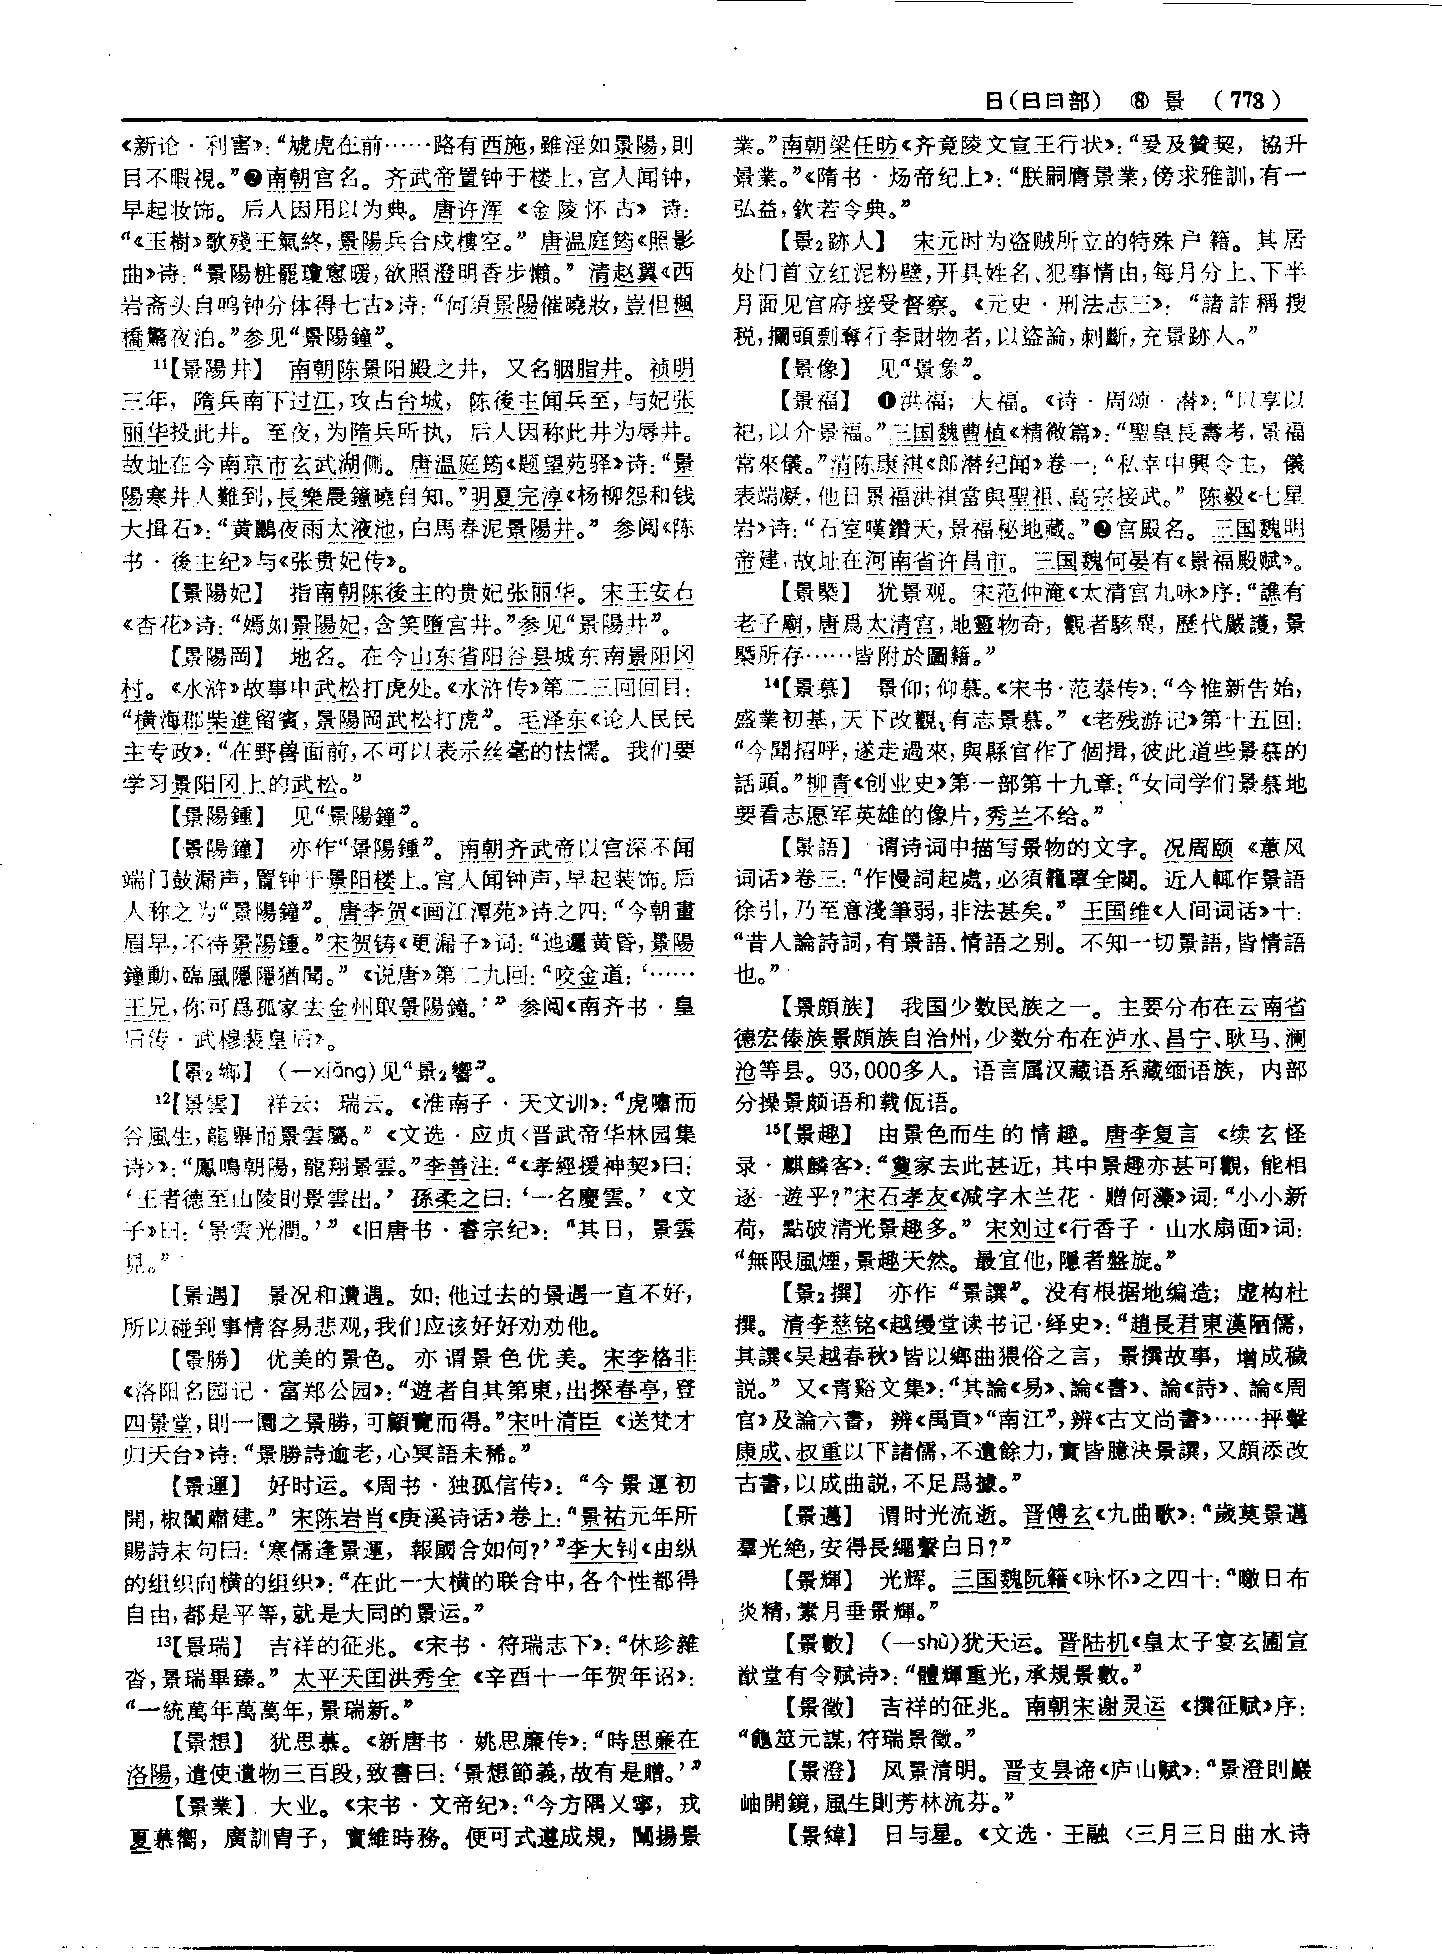 日(日曰部) ⑧ 景 (773)
《新论·利害》：“虓虎在前……路有西施，雖淫如景陽，則
目不暇視。”❷南朝宫名。齐武帝置钟于楼上，宫人闻钟，
早起妆饰。后人因用以为典。唐许浑《金陵怀古》诗：
“《玉樹》歌殘王氣終，景陽兵合戍樓空。”唐温庭筠《照影
曲》诗：“景陽粧罷瓊窻暖，欲照澄明香步懶。”清赵翼《西
岩斋头自鸣钟分体得七古》诗：“何須景陽催曉妝，豈但楓
橋驚夜泊。”参见“景陽鐘”。
11【景陽井】 南朝陈景阳殿之井，又名胭脂井。祯明
三年，隋兵南下过江，攻占台城，陈後主闻兵至，与妃张
丽华投此井。至夜，为隋兵所执，后人因称此井为辱井。
故址在今南京市玄武湖侧。唐温庭筠《题望苑驿》诗：“景
陽寒井人難到，長樂晨鐘曉自知。”明夏完淳《杨柳怨和钱
大揖石》：“黄鸝夜雨太液池，白馬春泥景陽井。”参阅《陈
书·後主纪》与《张贵妃传》。
【景陽妃】 指南朝陈後主的贵妃张丽华。宋王安石
《杏花》诗：“嫣如景陽妃，含笑墮宫井。”参见“景陽井”。
【景陽岡】 地名。在今山东省阳谷县城东南景阳冈
村。《水浒》故事中武松打虎处。《水浒传》第二三回回目：
“橫海郡柴進留賓，景陽岡武松打虎”。毛泽东《论人民民
主专政》：“在野兽面前，不可以表示丝毫的怯懦。我们要
学习景阳冈上的武松。”
【景陽鍾】 见“景陽鐘”。
【景陽鐘】 亦作“景陽鍾”。南朝齐武帝以宫深不闻
端门鼓漏声，置钟于景阳楼上。宫人闻钟声，早起装饰。后
人称之为“景陽鐘”。唐李贺《画江潭苑》诗之四：“今朝畫
眉早，不待景陽鍾。”宋贺铸《更漏子》词：“迤邐黄昏，景陽
鐘動，臨風隱隱猶聞。”《说唐》第二九回：“咬金道：‘……
王兄，你可爲孤家去金州取景陽鐘。’”参阅《南齐书·皇
后传·武穆裴皇后》。
【景2鄉】 (—xiǎng)见“景2響”。
12【景雲】 祥云；瑞云。《淮南子·天文训》：“虎嘯而
谷風生，龍舉而景雲屬。”《文选·应贞〈晋武帝华林园集
诗〉》：“鳳鳴朝陽，龍翔景雲。”李善注：“《孝經援神契》曰：
‘王者德至山陵則景雲出。’孫柔之曰：‘一名慶雲。’《文
子》曰：‘景雲光潤。’”《旧唐书·睿宗纪》：“其日，景雲
見。”
【景遇】 景况和遭遇。如：他过去的景遇一直不好，
所以碰到事情容易悲观，我们应该好好劝劝他。
【景勝】 优美的景色。亦谓景色优美。宋李格非
《洛阳名园记·富郑公园》：“遊者自其第東，出探春亭，登
四景堂，則一園之景勝，可顧覽而得。”宋叶清臣《送梵才
归天台》诗：“景勝詩逾老，心冥語未稀。”
【景運】 好时运。《周书·独孤信传》：“今景運初
開，椒闈肅建。”宋陈岩肖《庚溪诗话》卷上：“景祐元年所
賜詩末句曰：‘寒儒逢景運，報國合如何？’”李大钊《由纵
的组织向横的组织》：“在此一大横的联合中，各个性都得
自由，都是平等，就是大同的景运。”
13【景瑞】 吉祥的征兆。《宋书·符瑞志下》：“休珍雜
沓，景瑞畢臻。”太平天国洪秀全《辛酉十一年贺年诏》：
“一統萬年萬萬年，景瑞新。”
【景想】 犹思慕。《新唐书·姚思廉传》：“時思廉在
洛陽，遣使遺物三百段，致書曰：‘景想節義，故有是贈。’”
【景業】 大业。《宋书·文帝纪》：“今方隅乂寧，戎
夏慕嚮，廣訓冑子，實維時務。便可式遵成規，闡揚景
業。”南朝梁任昉《齐竟陵文宣王行状》：“爰及贊契，協升
景業。”《隋书·炀帝纪上》：“朕嗣膺景業，傍求雅訓，有一
弘益，欽若令典。”
【景2跡人】 宋元时为盗贼所立的特殊户籍。其居
处门首立红泥粉壁，开具姓名、犯事情由，每月分上、下半
月面见官府接受督察。《元史·刑法志三》：“諸詐稱搜
税，攔頭剽奪行李財物者，以盜論，刺斷，充景跡人。”
【景像】 见“景象”。
【景福】 ❶洪福；大福。《诗·周颂·潜》：“以享以
祀，以介景福。”三国魏曹植《精微篇》：“聖皇長壽考，景福
常來儀。”清陈康祺《郎潜纪闻》卷一：“私幸中興令主，儀
表端凝，他日景福洪祺當與聖祖、高宗接武。”陈毅《七星
岩》诗：“石室嘆鑽天，景福秘地藏。”❷宫殿名。三国魏明
帝建，故址在河南省许昌市。三国魏何晏有《景福殿赋》。
【景槩】 犹景观。宋范仲淹《太清宫九咏》序：“譙有
老子廟，唐爲太清宫，地靈物奇，觀者駭異，歷代嚴護，景
槩所存……皆附於圖籍。”
14【景慕】 景仰；仰慕。《宋书·范泰传》：“今惟新告始，
盛業初基，天下改觀，有志景慕。”《老残游记》第十五回：
“今聞招呼，遂走過來，與縣官作了個揖，彼此道些景慕的
話頭。”柳青《创业史》第一部第十九章：“女同学们景慕地
要看志愿军英雄的像片，秀兰不给。”
【景語】 谓诗词中描写景物的文字。况周颐《蕙风
词话》卷三：“作慢詞起處，必須籠罩全闋。近人輒作景語
徐引，乃至意淺筆弱，非法甚矣。”王国维《人间词话》十：
“昔人論詩詞，有景語、情語之别。不知一切景語，皆情語
也。”
【景頗族】 我国少数民族之一。主要分布在云南省
德宏傣族景頗族自治州，少数分布在泸水、昌宁、耿马、澜
沧等县。93,000多人。语言属汉藏语系藏缅语族，内部
分操景颇语和载佤语。
15【景趣】 由景色而生的情趣。唐李复言《续玄怪
录·麒麟客》：“敻家去此甚近，其中景趣亦甚可觀，能相
逐一遊乎？”宋石孝友《减字木兰花·赠何藻》词：“小小新
荷，點破清光景趣多。”宋刘过《行香子·山水扇面》词：
“無限風煙，景趣天然。最宜他，隱者盤旋。”
【景2撰】 亦作“景譔”。没有根据地编造；虚构杜
撰。清李慈铭《越缦堂读书记·绎史》：“趙長君東漢陋儒，
其譔《吴越春秋》皆以鄉曲猥俗之言，景撰故事，增成穢
説。”又《青谿文集》：“其論《易》、論《書》、論《詩》、論《周
官》及論六書，辨《禹貢》“南江”，辨《古文尚書》……抨擊
康成、叔重以下諸儒，不遺餘力，實皆臆決景譔，又頗添改
古書，以成曲説，不足爲據。”
【景邁】 谓时光流逝。晋傅玄《九曲歌》：“歲莫景邁
羣光絶，安得長繩繫白日？”
【景輝】 光辉。三国魏阮籍《咏怀》之四十：“曒日布
炎精，素月垂景輝。”
【景數】 (—shù)犹天运。晋陆机《皇太子宴玄圃宣
猷堂有令赋诗》：“體輝重光，承規景數。”
【景徵】 吉祥的征兆。南朝宋谢灵运《撰征赋》序：
“龜筮元謀，符瑞景徵。”
【景澄】 风景清明。晋支昙谛《庐山赋》：“景澄則巖
岫開鏡，風生則芳林流芬。”
【景緯】 日与星。《文选·王融〈三月三日曲水诗